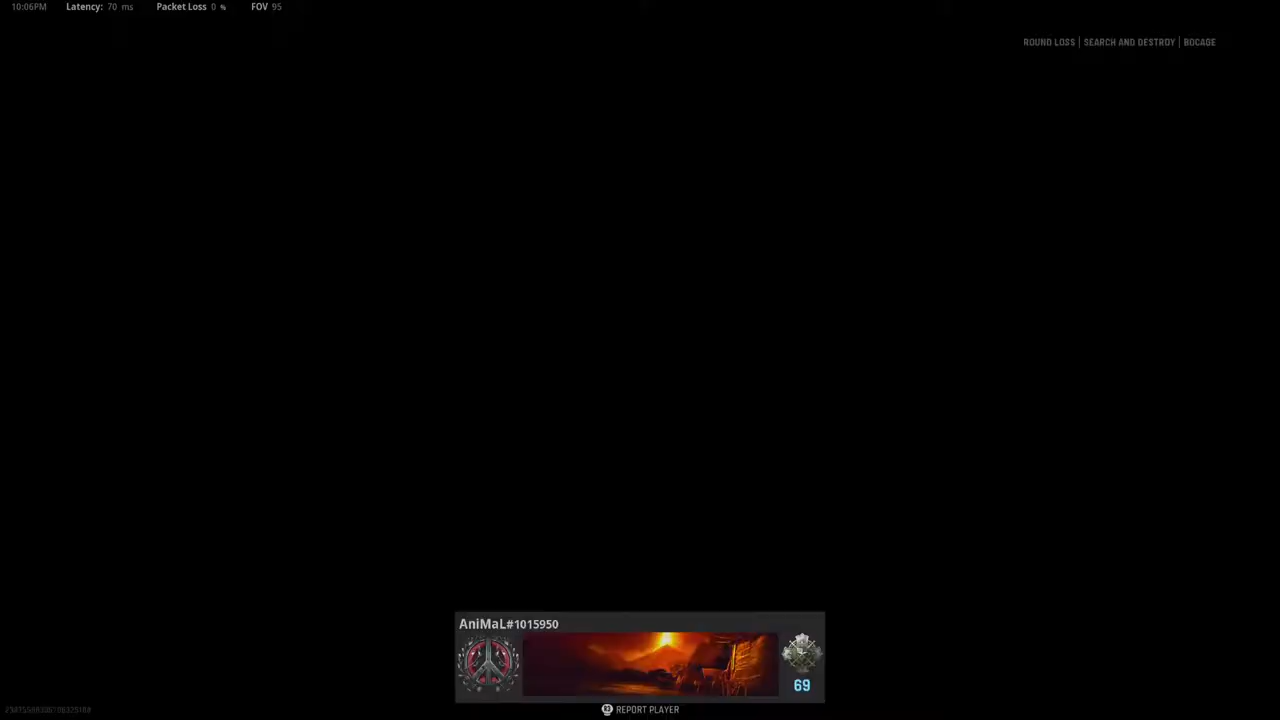 10:06PM Latency: 70 ms Packet Loss 0 % FOV 95
ROUND LOSS | SEARCH AND DESTROY | BOCAGE
AniMaL#1015950
69
R3 REPORT PLAYER